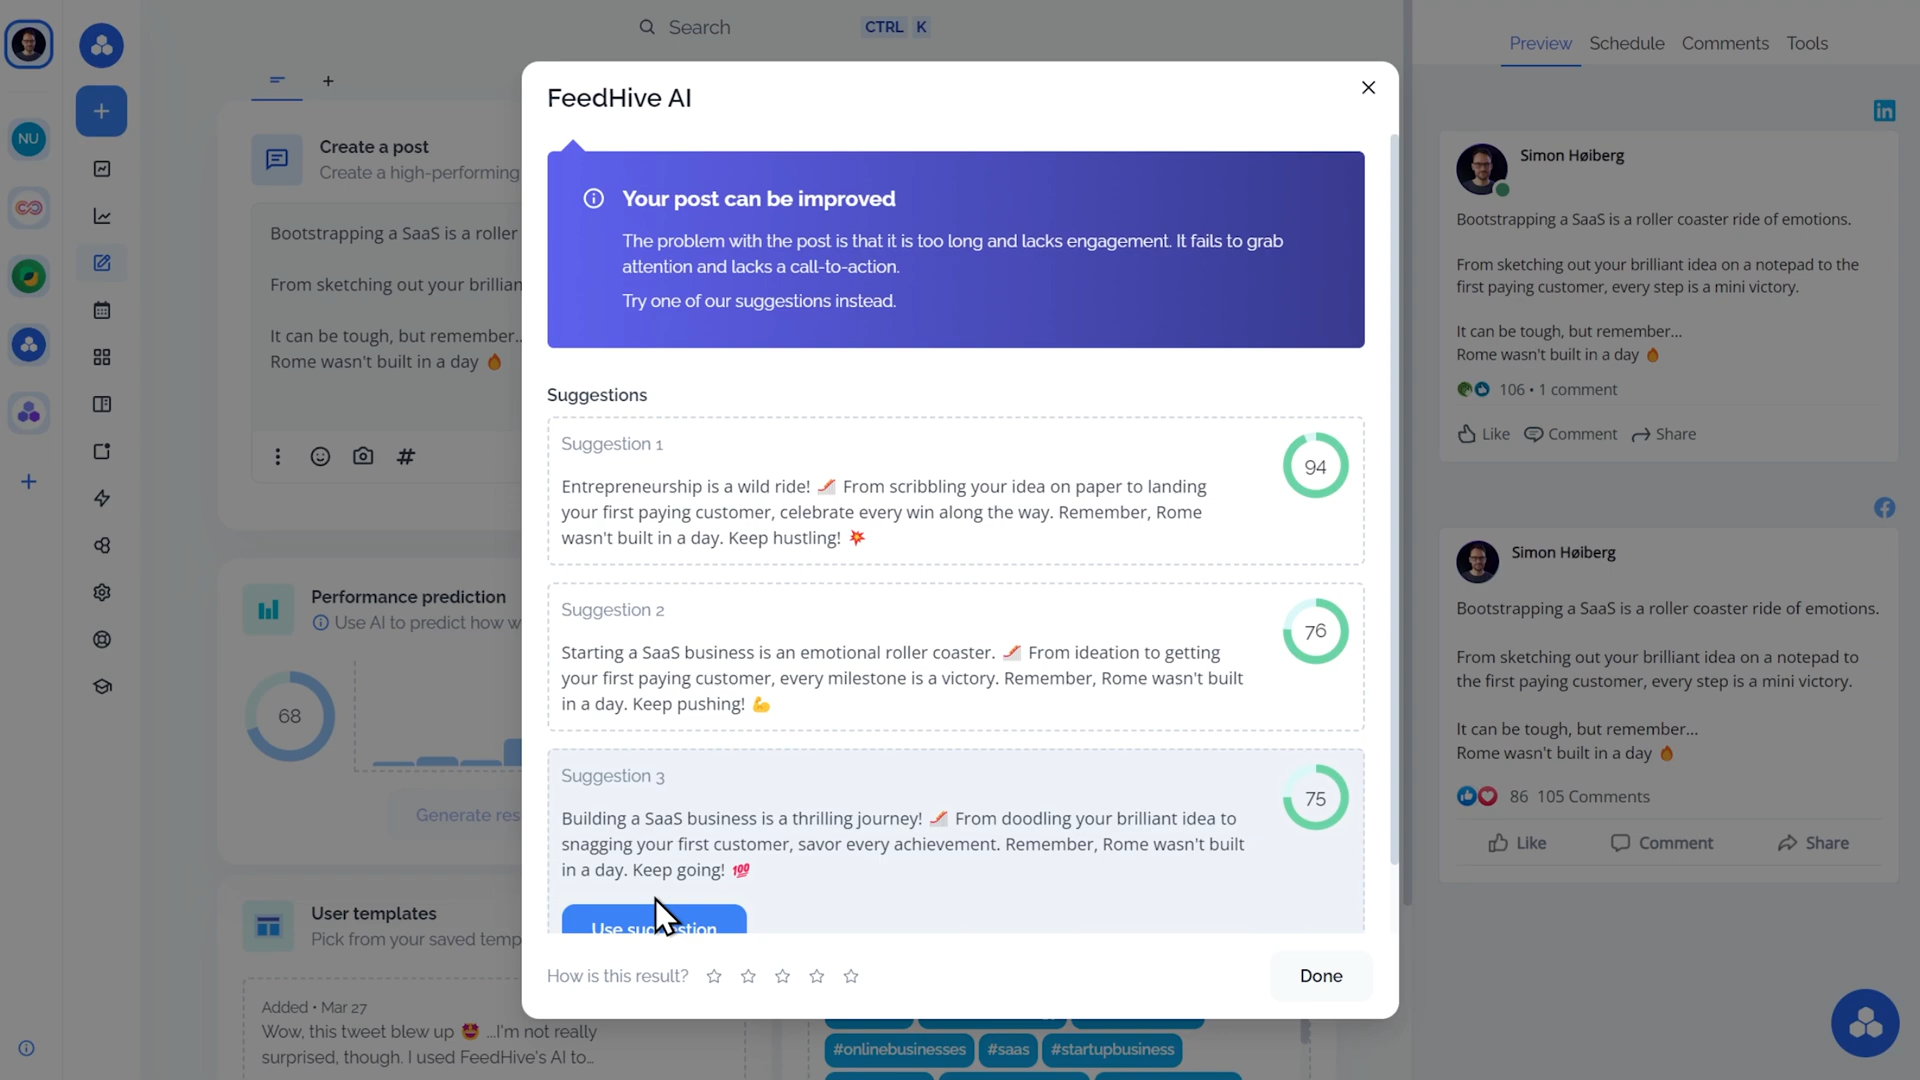 Search
CTRL K
Preview Schedule Comments Tools
NU
Create a post
Create a high-performing
Bootstrapping a SaaS is a roller
From sketching out your brillian
It can be tough, but remember...
Rome wasn't built in a day 🔥
Performance prediction
Use AI to predict how w
68
Generate res
User templates
Pick from your saved temp
Added • Mar 27
Wow, this tweet blew up 🤩 ...I'm not really
surprised, though. I used FeedHive's AI to...
FeedHive AI
Your post can be improved
The problem with the post is that it is too long and lacks engagement. It fails to grab
attention and lacks a call-to-action.
Try one of our suggestions instead.
Suggestions
Suggestion 1
94
Entrepreneurship is a wild ride! 🎢 From scribbling your idea on paper to landing
your first paying customer, celebrate every win along the way. Remember, Rome
wasn't built in a day. Keep hustling! 💥
Suggestion 2
76
Starting a SaaS business is an emotional roller coaster. 🎢 From ideation to getting
your first paying customer, every milestone is a victory. Remember, Rome wasn't built
in a day. Keep pushing! 💪
Suggestion 3
75
Building a SaaS business is a thrilling journey! 🎢 From doodling your brilliant idea to
snagging your first customer, savor every achievement. Remember, Rome wasn't built
in a day. Keep going! 💯
Use suggestion
How is this result?
Done
#onlinebusinesses #saas #startupbusiness
Simon Høiberg
Bootstrapping a SaaS is a roller coaster ride of emotions.
From sketching out your brilliant idea on a notepad to the
first paying customer, every step is a mini victory.
It can be tough, but remember...
Rome wasn't built in a day 🔥
106 • 1 comment
Like Comment Share
Simon Høiberg
Bootstrapping a SaaS is a roller coaster ride of emotions.
From sketching out your brilliant idea on a notepad to
the first paying customer, every step is a mini victory.
It can be tough, but remember...
Rome wasn't built in a day 🔥
86 105 Comments
Like Comment Share